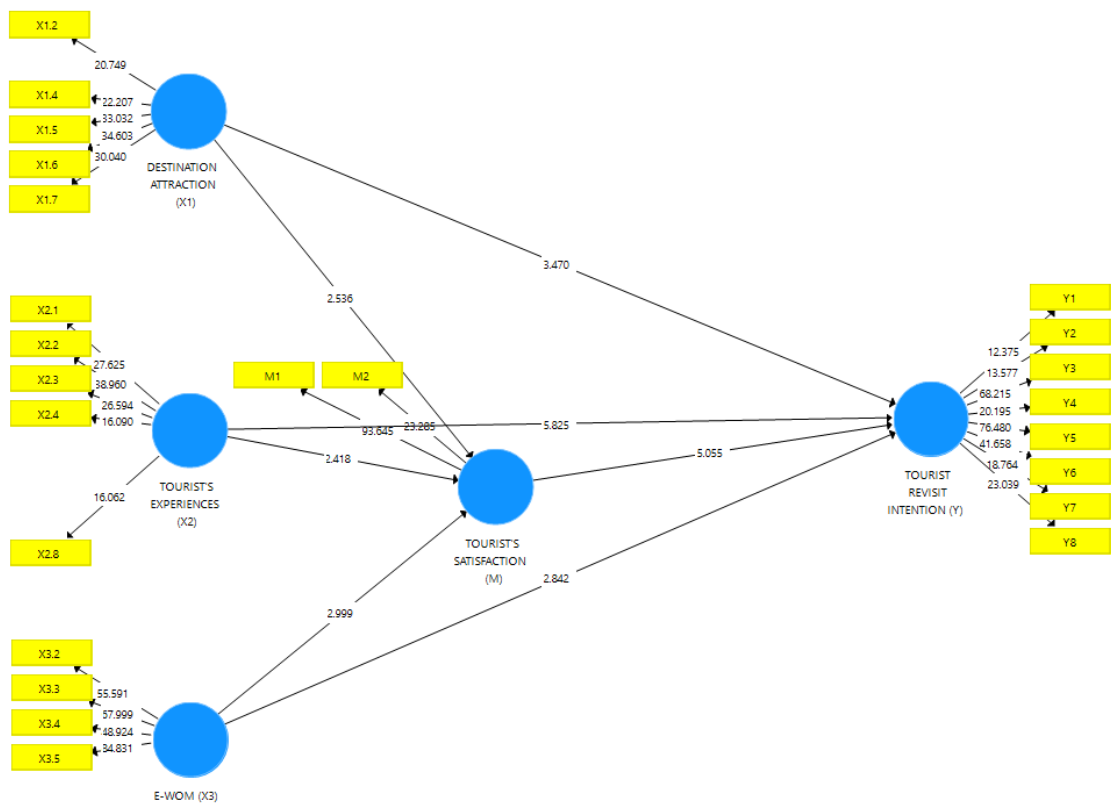 X1.2
20.749
X1.4
22.207
X1.5
33.032
34.603
X1.6
30.040
X1.7
DESTINATION
ATTRACTION
(X1)
3.470
2.536
X2.1
X2.2
27.625
X2.3
38.960
26.594
X2.4
16.090
16.062
X2.8
TOURIST'S
EXPERIENCES
(X2)
M1
M2
93.645
23.285
5.825
2.418
5.055
TOURIST'S
SATISFACTION
(M)
Y1
Y2
12.375
13.577
Y3
68.215
Y4
20.195
76.480
Y5
41.658
18.764
Y6
23.039
Y7
Y8
TOURIST
REVISIT
INTENTION (Y)
2.842
2.999
X3.2
X3.3
55.591
57.999
X3.4
48.924
34.831
X3.5
E-WOM (X3)